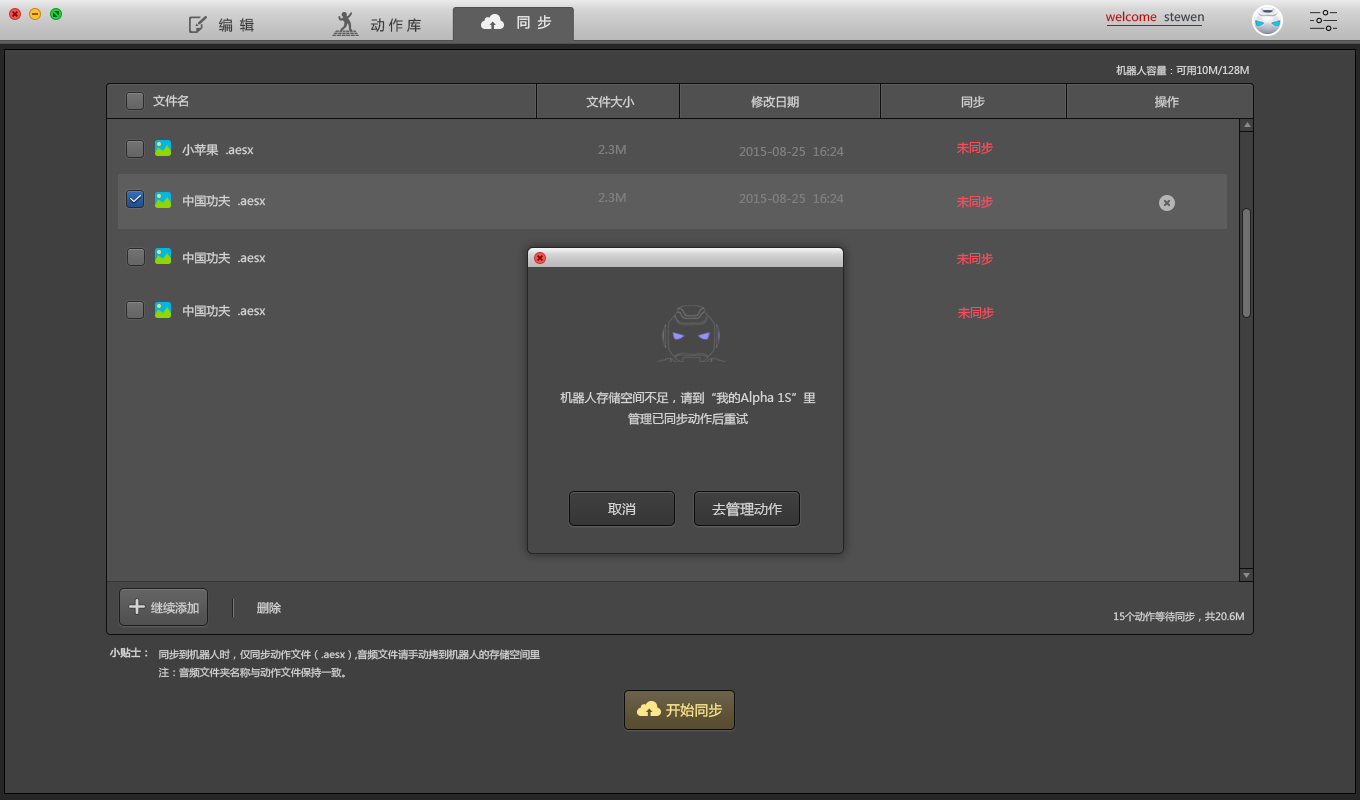 编 辑
动作库
同 步
welcome stewen
机器人容量：可用10M/128M
文件名 文件大小 修改日期 同步 操作
小苹果 .aesx 2.3M 2015-08-25 16:24 未同步
中国功夫 .aesx 2.3M 2015-08-25 16:24 未同步
中国功夫 .aesx 未同步
中国功夫 .aesx 未同步
机器人存储空间不足，请到“我的Alpha 1S”里
管理已同步动作后重试
取消 去管理动作
继续添加 删除
15个动作等待同步，共20.6M
小贴士： 同步到机器人时，仅同步动作文件（.aesx）,音频文件请手动拷到机器人的存储空间里
注：音频文件夹名称与动作文件保持一致。
开始同步